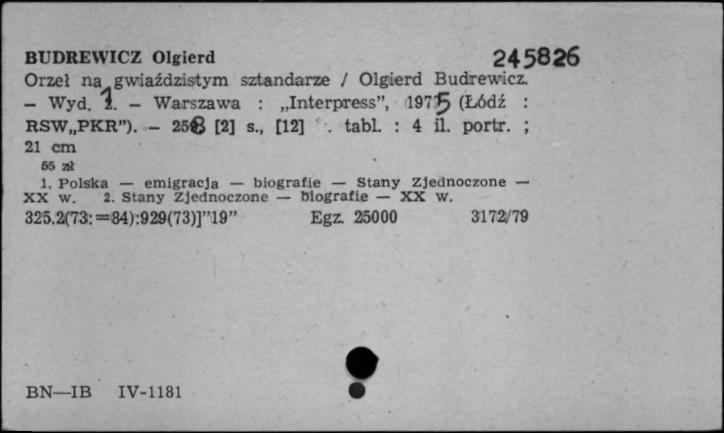 BUDREWICZ Olgierd 245826
Orzeł na gwiaździstym sztandarze / Olgierd Budrewicz.
— Wyd. 1. — Warszawa : „Interpress”, 1975 (Łódź :
RSW„PKR”). — 258 [2] s., [12] . tabl. : 4 il. portr. ;
21 cm
55 zł
1. Polska — emigracja — biografie — Stany Zjednoczone —
XX w. 2. Stany Zjednoczone — biografie — XX w.
325.2(73:=84):929(73)]”19” Egz. 25000 3172/79
BN—IB IV-1181